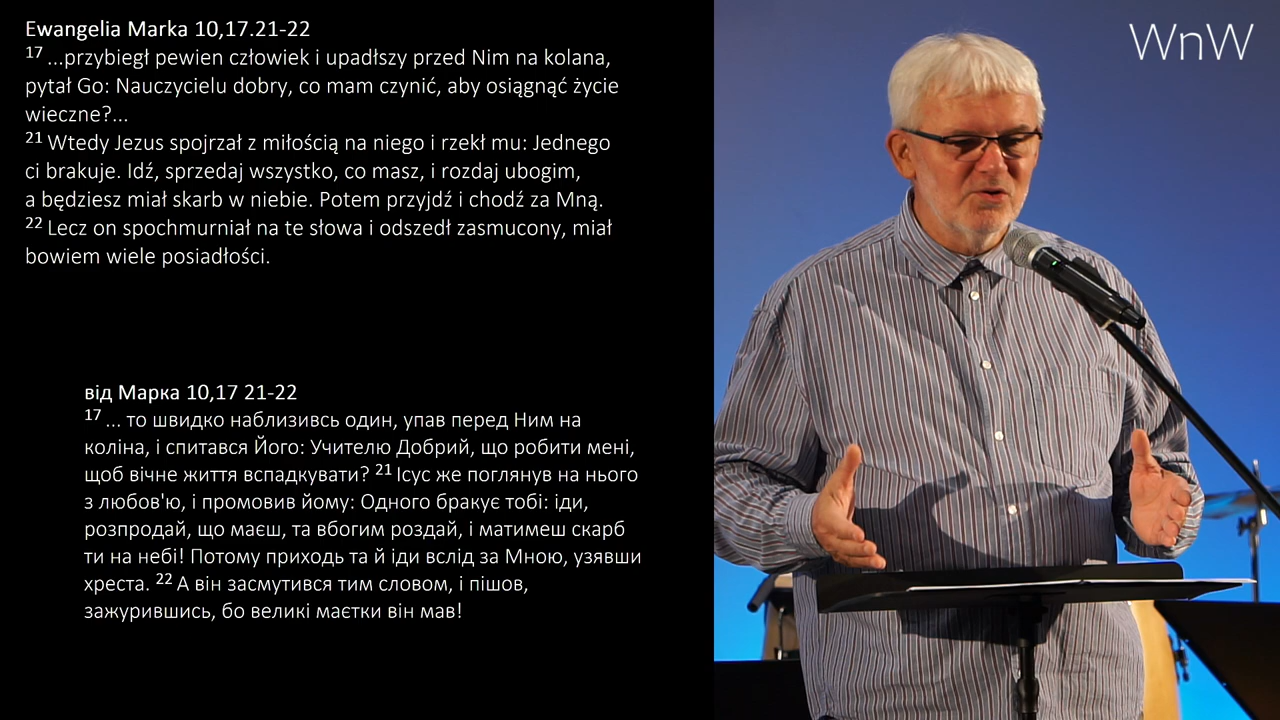 Ewangelia Marka 10,17.21-22
17 ...przybiegł pewien człowiek i upadłszy przed Nim na kolana,
pytał Go: Nauczycielu dobry, co mam czynić, aby osiągnąć życie
wieczne?...
21 Wtedy Jezus spojrzał z miłością na niego i rzekł mu: Jednego
ci brakuje. Idź, sprzedaj wszystko, co masz, i rozdaj ubogim,
a będziesz miał skarb w niebie. Potem przyjdź i chodź za Mną.
22 Lecz on spochmurniał na te słowa i odszedł zasmucony, miał
bowiem wiele posiadłości.
від Марка 10,17 21-22
17 ... то швидко наблизивсь один, упав перед Ним на
коліна, і спитався Його: Учителю Добрий, що робити мені,
щоб вічне життя вспадкувати? 21 Ісус же поглянув на нього
з любов'ю, і промовив йому: Одного бракує тобі: іди,
розпродай, що маєш, та вбогим роздай, і матимеш скарб
ти на небі! Потому приходь та й іди вслід за Мною, узявши
хреста. 22 А він засмутився тим словом, і пішов,
зажурившись, бо великі маєтки він мав!
WnW